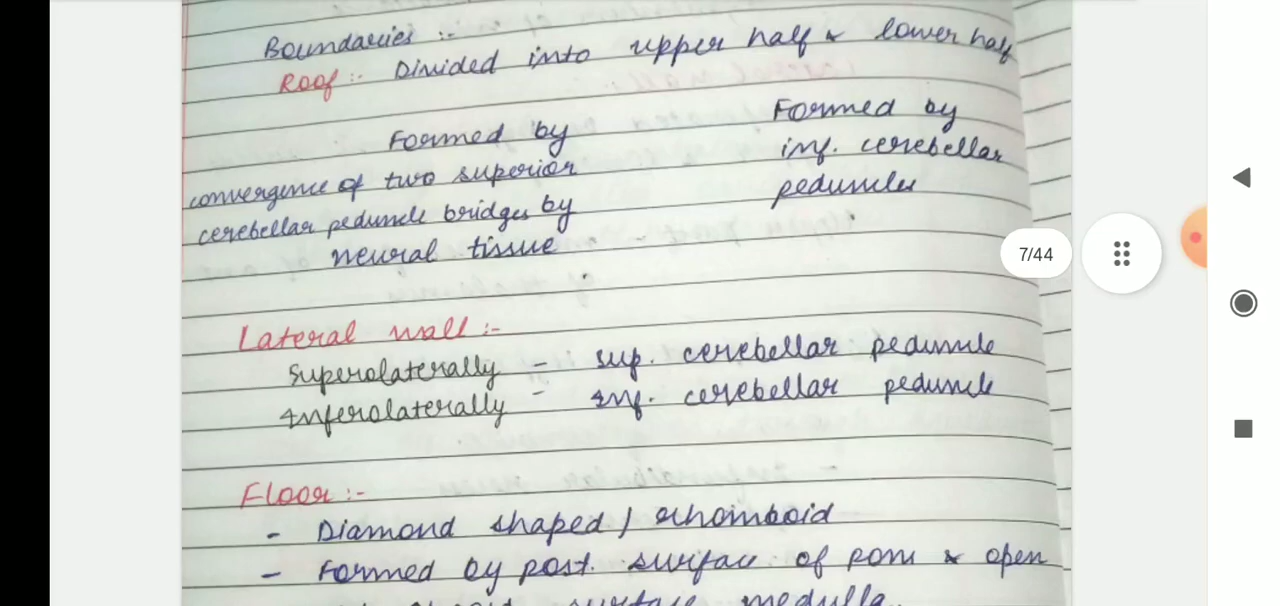 Boundaries :-
Roof :- Divided into upper half & lower half
Formed by
convergence of two superior
cerebellar peduncle bridges by
neural tissue
Formed by
inf. cerebellar
peduncles
7/44
Lateral wall :-
Superolaterally - sup. cerebellar peduncle
Inferolaterally - Inf. cerebellar peduncle
Floor :-
- Diamond shaped / rhomboid
- Formed by post. surface of pons & open
surface medulla.